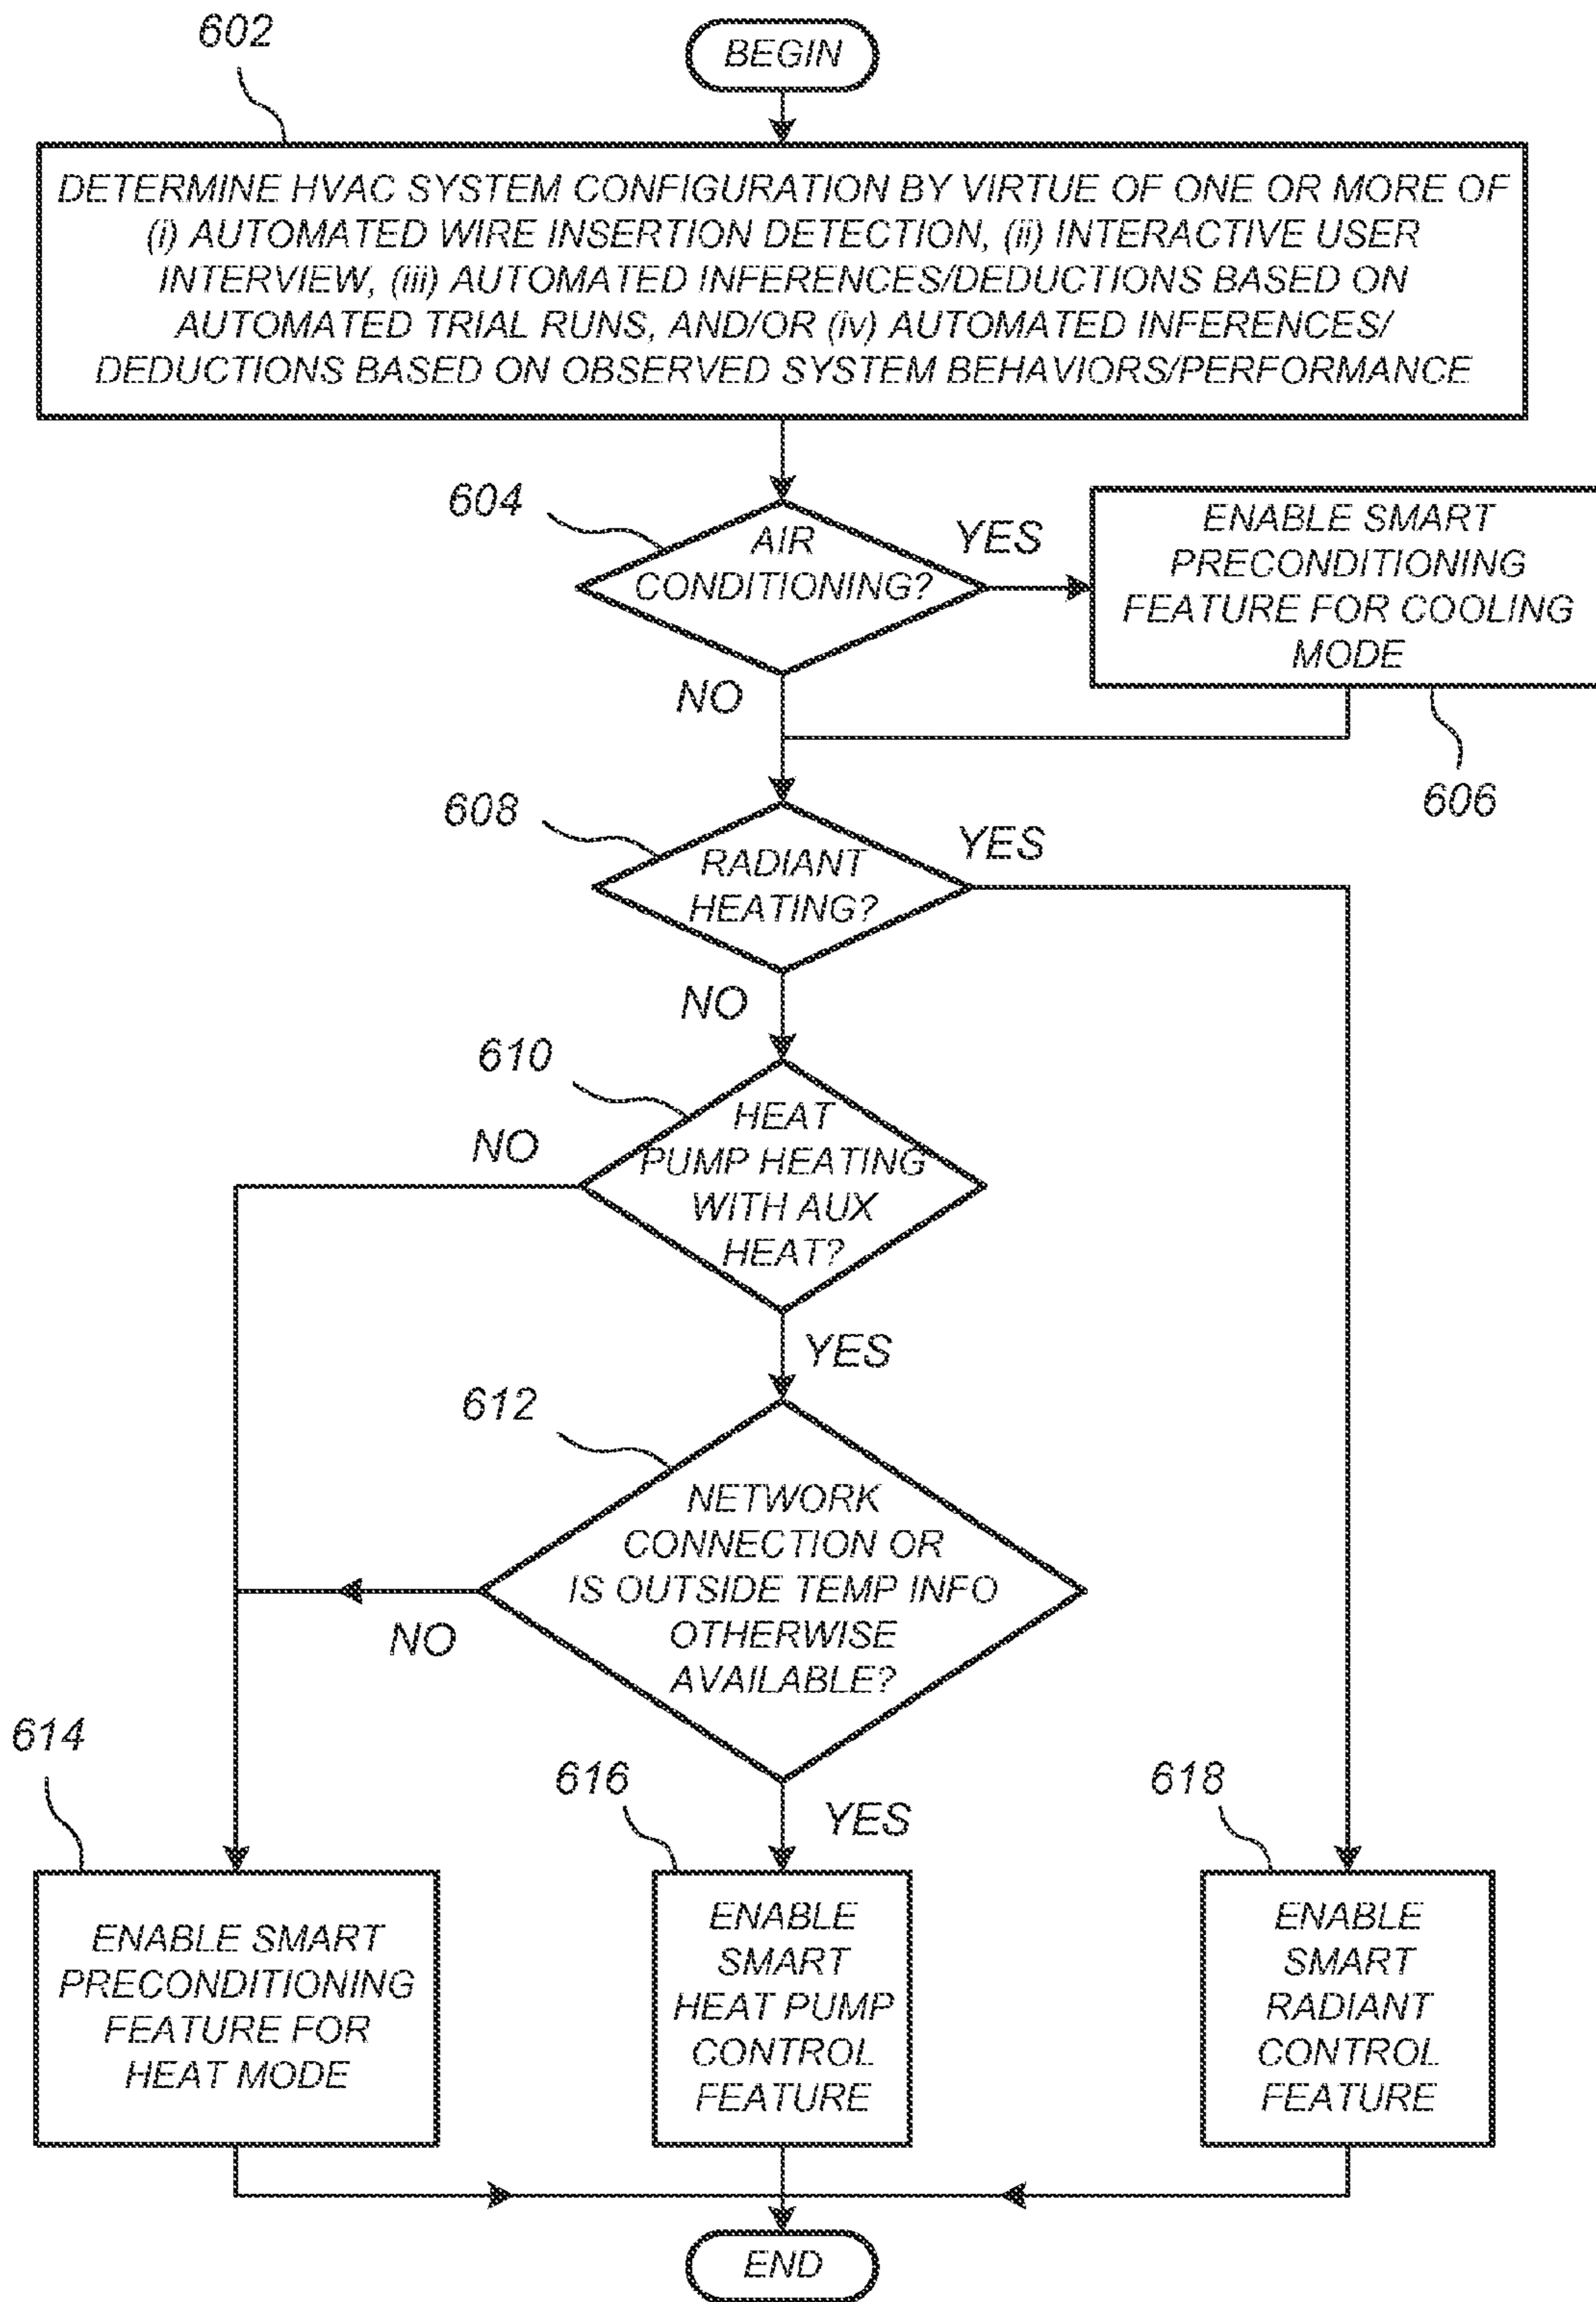 602
BEGIN
DETERMINE HVAC SYSTEM CONFIGURATION BY VIRTUE OF ONE OR MORE OF
(i) AUTOMATED WIRE INSERTION DETECTION, (ii) INTERACTIVE USER
INTERVIEW, (iii) AUTOMATED INFERENCES/DEDUCTIONS BASED ON
AUTOMATED TRIAL RUNS, AND/OR (iv) AUTOMATED INFERENCES/
DEDUCTIONS BASED ON OBSERVED SYSTEM BEHAVIORS/PERFORMANCE
604
AIR
CONDITIONING?
YES
ENABLE SMART
PRECONDITIONING
FEATURE FOR COOLING
MODE
NO
606
608
RADIANT
HEATING?
YES
NO
610
HEAT
PUMP HEATING
WITH AUX
HEAT?
NO
YES
612
NETWORK
CONNECTION OR
IS OUTSIDE TEMP INFO
OTHERWISE
AVAILABLE?
NO
YES
614
ENABLE SMART
PRECONDITIONING
FEATURE FOR
HEAT MODE
616
ENABLE
SMART
HEAT PUMP
CONTROL
FEATURE
618
ENABLE
SMART
RADIANT
CONTROL
FEATURE
END